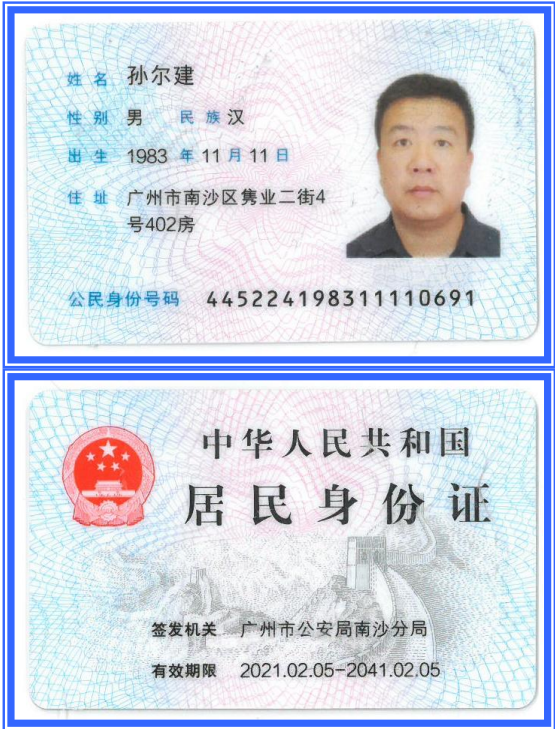 姓名 孙尔建
性别 男 民族 汉
出生 1983 年 11 月 11 日
住址 广州市南沙区隽业二街4
号402房
公民身份号码 445224198311110691
中华人民共和国
居民身份证
签发机关 广州市公安局南沙分局
有效期限 2021.02.05-2041.02.05